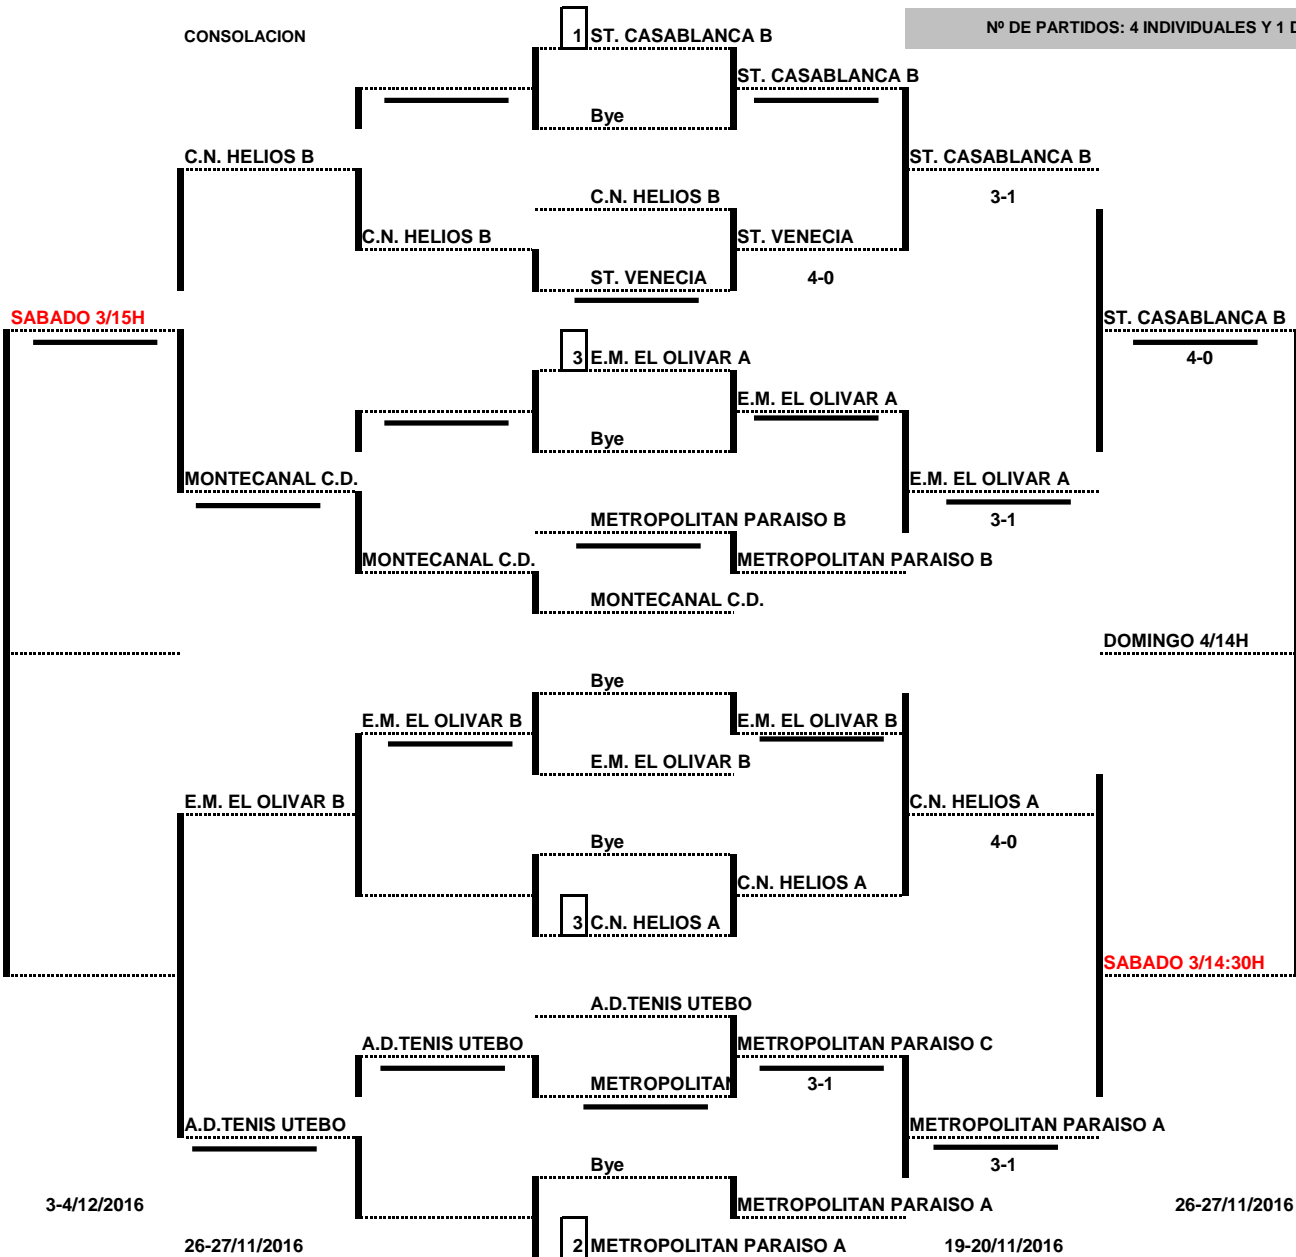 1 ST. CASABLANCA B
CONSOLACION
Nº DE PARTIDOS: 4 INDIVIDUALES Y 1 D
ST. CASABLANCA B
Bye
C.N. HELIOS B
ST. CASABLANCA B
C.N. HELIOS B
3-1
C.N. HELIOS B
ST. VENECIA
ST. VENECIA
4-0
SABADO 3/15H
ST. CASABLANCA B
3 E.M. EL OLIVAR A
4-0
E.M. EL OLIVAR A
Bye
MONTECANAL C.D.
E.M. EL OLIVAR A
METROPOLITAN PARAISO B
3-1
MONTECANAL C.D.
METROPOLITAN PARAISO B
MONTECANAL C.D.
DOMINGO 4/14H
Bye
E.M. EL OLIVAR B
E.M. EL OLIVAR B
E.M. EL OLIVAR B
E.M. EL OLIVAR B
C.N. HELIOS A
Bye
4-0
C.N. HELIOS A
3 C.N. HELIOS A
SABADO 3/14:30H
A.D.TENIS UTEBO
A.D.TENIS UTEBO
METROPOLITAN PARAISO C
METROPOLITAN
3-1
A.D.TENIS UTEBO
METROPOLITAN PARAISO A
Bye
3-1
3-4/12/2016
METROPOLITAN PARAISO A
26-27/11/2016
26-27/11/2016
2 METROPOLITAN PARAISO A
19-20/11/2016